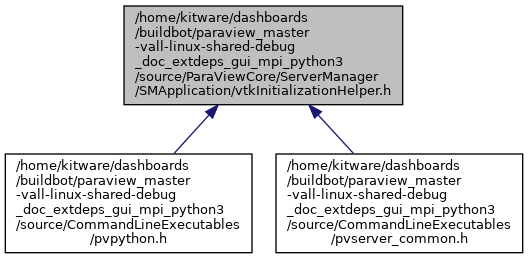 /home/kitware/dashboards
/buildbot/paraview_master
-vall-linux-shared-debug
_doc_extdeps_gui_mpi_python3
/source/ParaViewCore/ServerManager
/SMApplication/vtkInitializationHelper.h
/home/kitware/dashboards
/buildbot/paraview_master
-vall-linux-shared-debug
_doc_extdeps_gui_mpi_python3
/source/CommandLineExecutables
/pvpython.h
/home/kitware/dashboards
/buildbot/paraview_master
-vall-linux-shared-debug
_doc_extdeps_gui_mpi_python3
/source/CommandLineExecutables
/pvserver_common.h